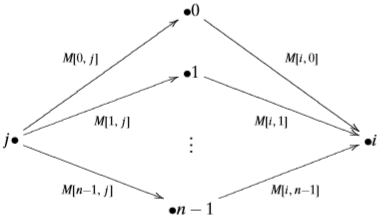 •0
M[0, j] M[i, 0]
•1
M[1, j] M[i, 1]
j• ⋮ •i
M[n−1, j] M[i, n−1]
•n − 1